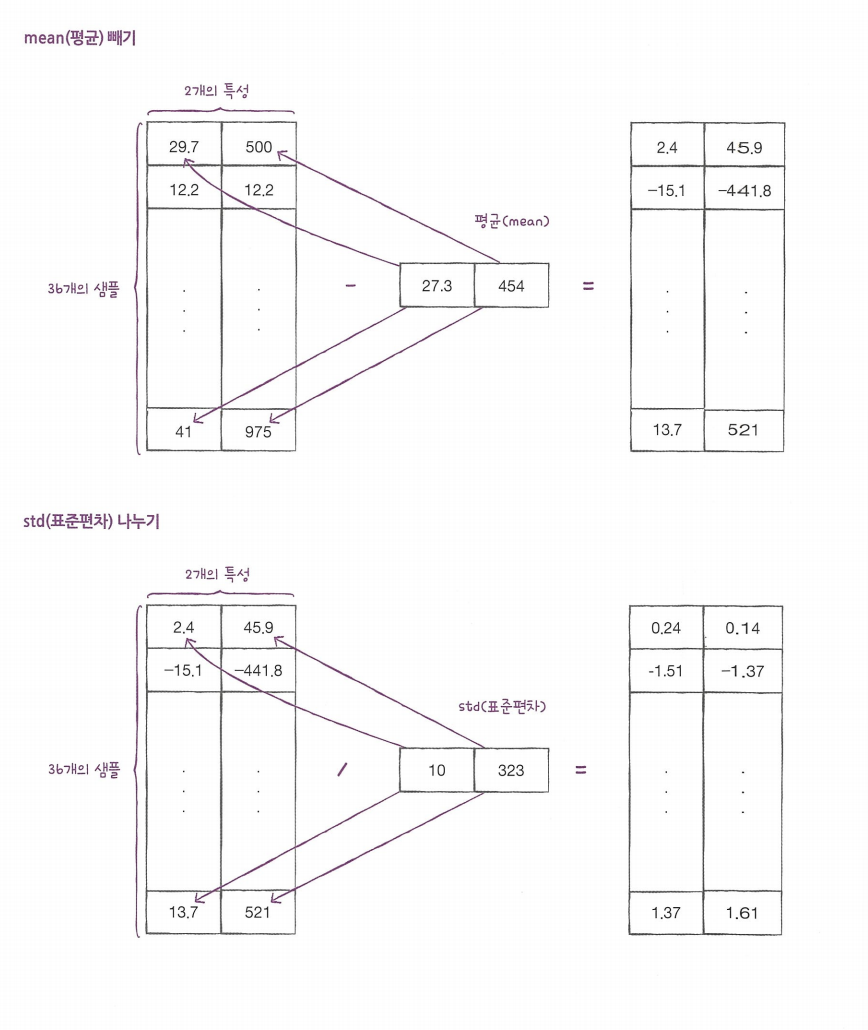 mean(평균) 빼기
2개의 특성
29.7 500 2.4 45.9
12.2 12.2 −15.1 −441.8
평균(mean)
36개의 샘플 − 27.3 454 =
41 975 13.7 521
std(표준편차) 나누기
2개의 특성
2.4 45.9 0.24 0.14
−15.1 −441.8 -1.51 −1.37
std(표준편차)
36개의 샘플 / 10 323 =
13.7 521 1.37 1.61